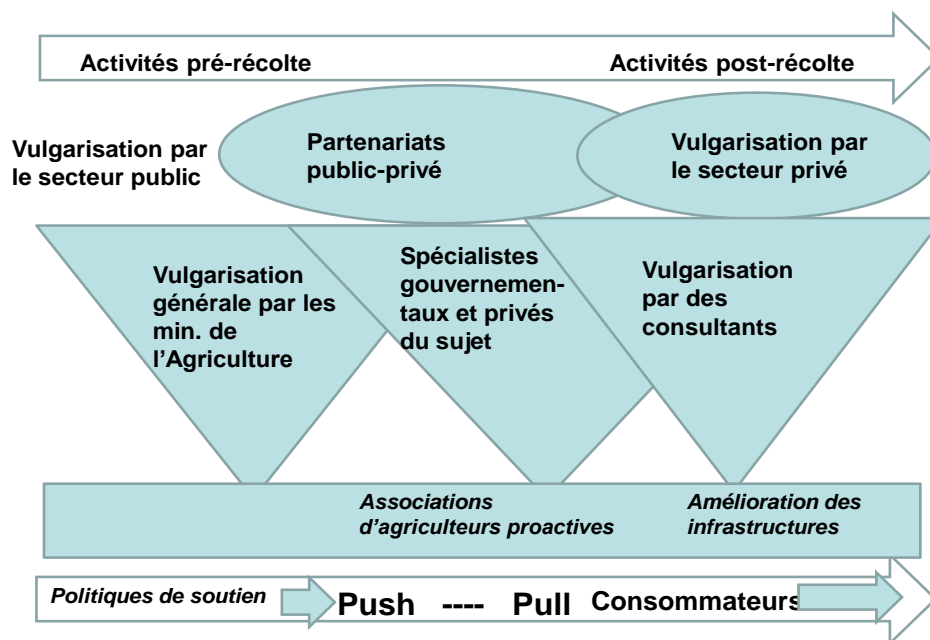 Activités pré-récolte
Activités post-récolte
Vulgarisation par
le secteur public
Partenariats
public-privé
Vulgarisation par
le secteur privé
Vulgarisation
générale par les
min. de
l’Agriculture
Spécialistes
gouvernemen-
taux et privés
du sujet
Vulgarisation
par des
consultants
Associations
d’agriculteurs proactives
Amélioration des
infrastructures
Politiques de soutien
Push ---- Pull
Consommateurs